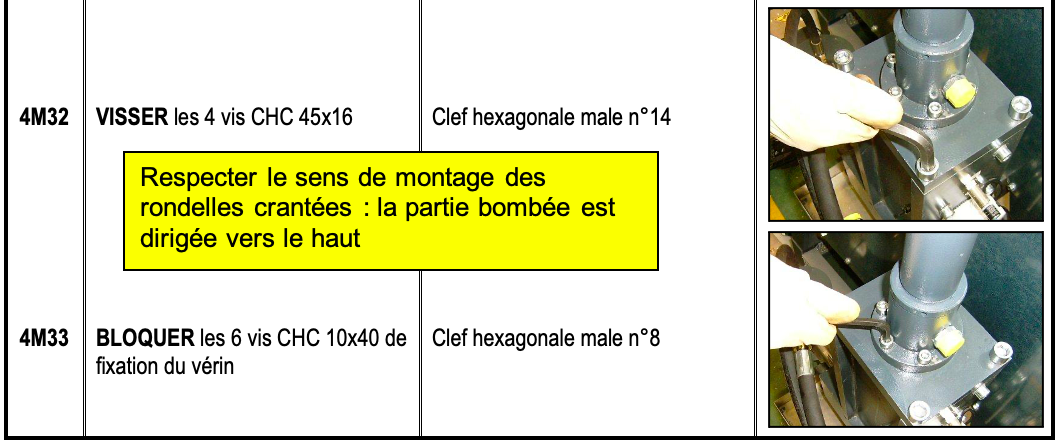 4M32 VISSER les 4 vis CHC 45x16 Clef hexagonale male n°14
Respecter le sens de montage des
rondelles crantées : la partie bombée est
dirigée vers le haut
4M33 BLOQUER les 6 vis CHC 10x40 de Clef hexagonale male n°8
fixation du vérin